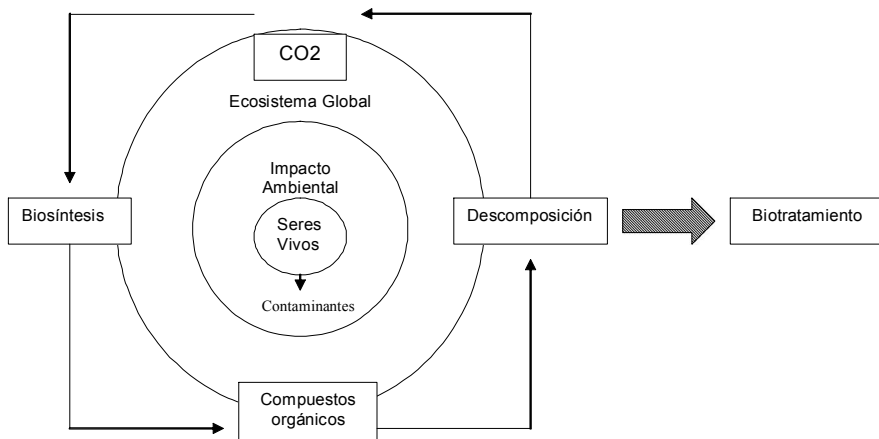 CO2
Ecosistema Global
Impacto
Ambiental
Biosíntesis
Seres
Vivos
Descomposición
Biotratamiento
Contaminantes
Compuestos
orgánicos